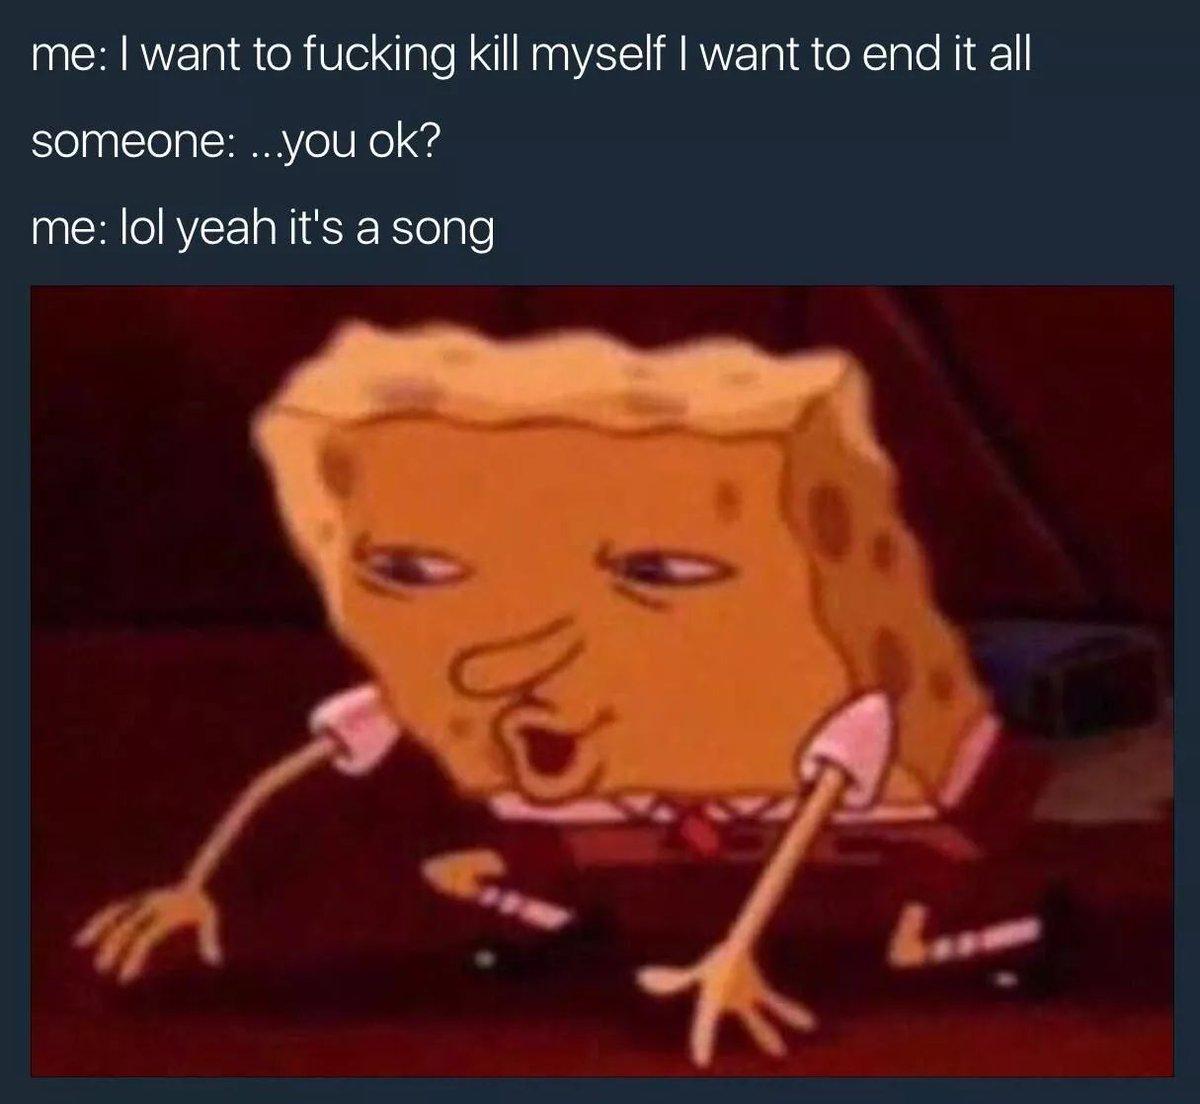 me: I want to fucking kill myself I want to end it all
someone: ...you ok?
me: lol yeah it's a song